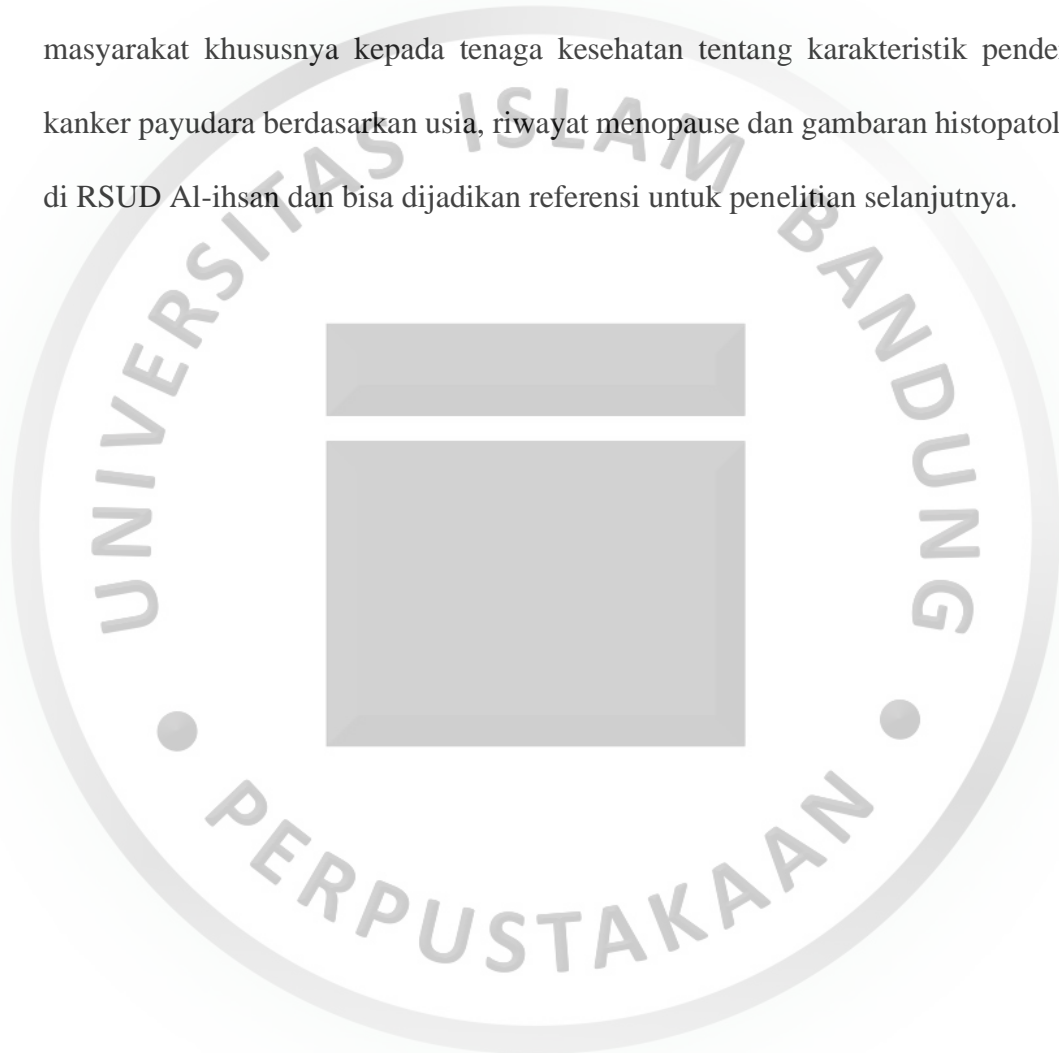 masyarakat khususnya kepada tenaga kesehatan tentang karakteristik pende
kanker payudara berdasarkan usia, riwayat menopause dan gambaran histopatol
di RSUD Al-ihsan dan bisa dijadikan referensi untuk penelitian selanjutnya.
UNIVERSITAS ISLAM BANDUNG
PERPUSTAKAAN